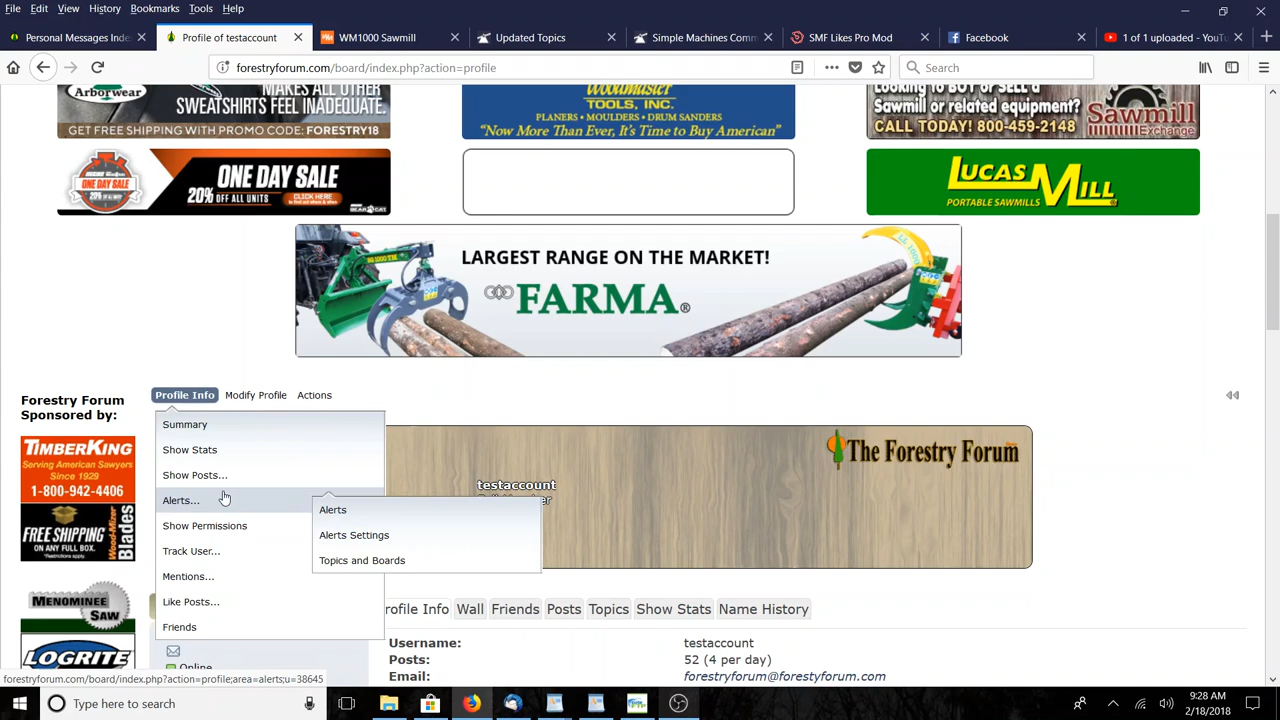 File Edit View History Bookmarks Tools Help
Personal Messages Inde
Profile of testaccount
WM1000 Sawmill
Updated Topics
Simple Machines Comm
SMF Likes Pro Mod
Facebook
1 of 1 uploaded - YouTu
forestryforum.com/board/index.php?action=profile
Search
Arborwear
MAKES ALL OTHER
SWEATSHIRTS FEEL INADEQUATE.
GET FREE SHIPPING WITH PROMO CODE: FORESTRY18
Woodmaster
TOOLS, INC.
PLANERS • MOULDERS • DRUM SANDERS
"Now More Than Ever, It's Time to Buy American"
Looking to BUY or SELL a
Sawmill or related equipment?
CALL TODAY! 800-459-2148
Sawmill
Exchange
ONE DAY SALE
ONE DAY SALE
20% OFF ALL UNITS
CLICK HERE
BEAR CAT
LUCAS MILL
PORTABLE SAWMILLS
LARGEST RANGE ON THE MARKET!
FARMA®
Forestry Forum
Sponsored by:
TIMBERKING
Serving American Sawyers
Since 1929
1-800-942-4406
FREE SHIPPING
ON ANY FULL BOX.
Wood-Mizer
Blades
MENOMINEE
SAW
LOGRITE
Profile Info Modify Profile Actions
Summary
Show Stats
Show Posts...
Alerts...
Show Permissions
Track User...
Mentions...
Like Posts...
Friends
Alerts
Alerts Settings
Topics and Boards
testaccount
The Forestry Forum
Online
rofile Info Wall Friends Posts Topics Show Stats Name History
Username: testaccount
Posts: 52 (4 per day)
Email: forestryforum@forestyforum.com
forestryforum.com/board/index.php?action=profile;area=alerts;u=38645
Type here to search
9:28 AM
2/18/2018